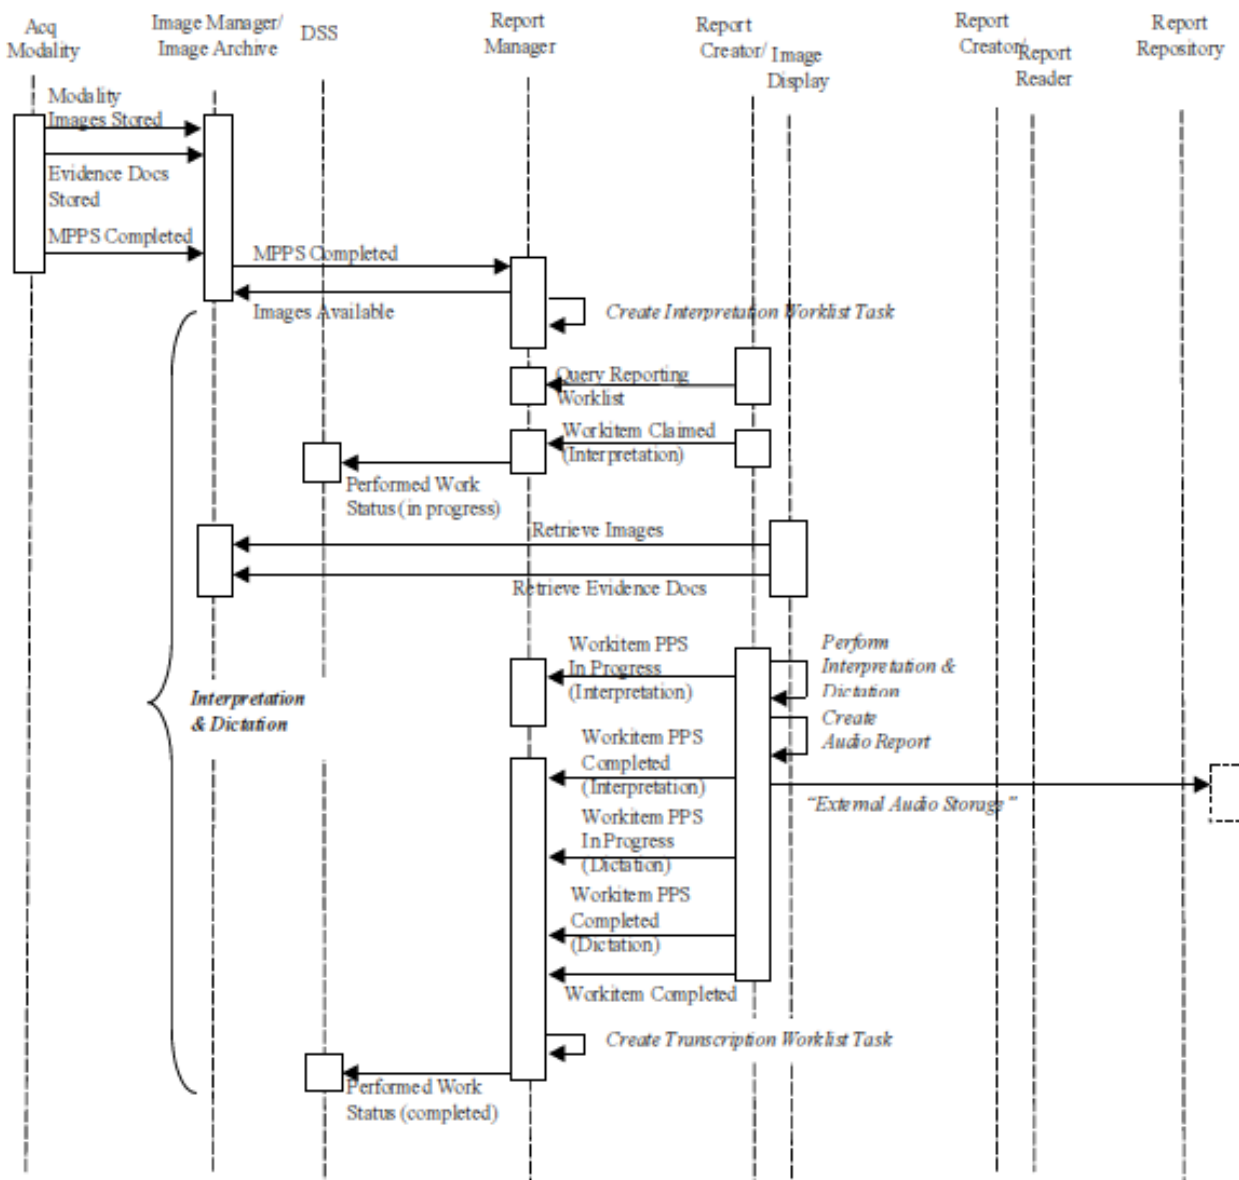 Acq
Modality
Image Manager/
Image Archive
DSS
Report
Manager
Report
Creator/
Image
Display
Report
Creator/
Report
Reader
Report
Repository
Modality
Images Stored
Evidence Docs
Stored
MPPS Completed
MPPS Completed
Images Available
Create Interpretation Worklist Task
Query Reporting
Worklist
Workitem Claimed
(Interpretation)
Performed Work
Status (in progress)
Retrieve Images
Retrieve Evidence Docs
Workitem PPS
In Progress
(Interpretation)
Perform
Interpretation &
Dictation
Interpretation
& Dictation
Create
Audio Report
Workitem PPS
Completed
(Interpretation)
"External Audio Storage"
Workitem PPS
In Progress
(Dictation)
Workitem PPS
Completed
(Dictation)
Workitem Completed
Create Transcription Worklist Task
Performed Work
Status (completed)